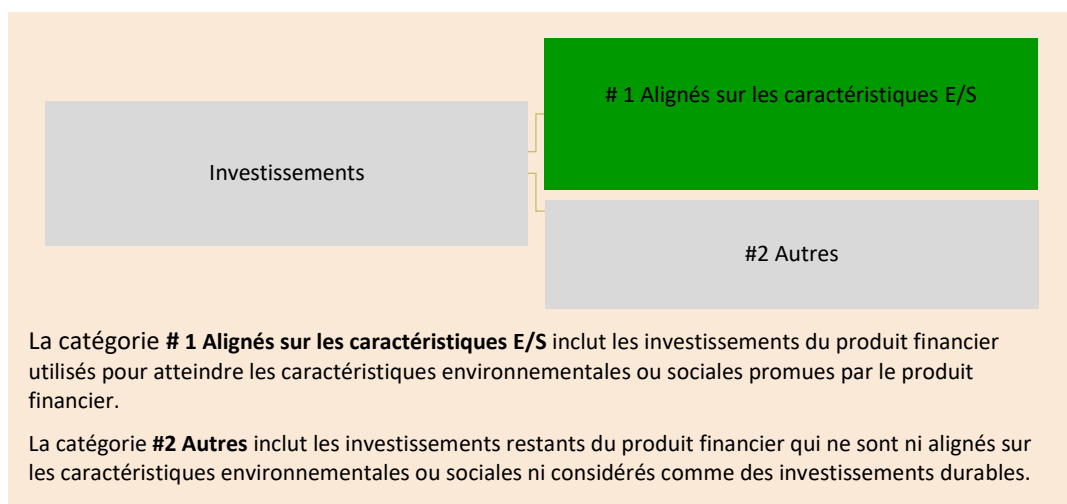 # 1 Alignés sur les caractéristiques E/S
Investissements
#2 Autres
La catégorie # 1 Alignés sur les caractéristiques E/S inclut les investissements du produit financier
utilisés pour atteindre les caractéristiques environnementales ou sociales promues par le produit
financier.
La catégorie #2 Autres inclut les investissements restants du produit financier qui ne sont ni alignés sur
les caractéristiques environnementales ou sociales ni considérés comme des investissements durables.